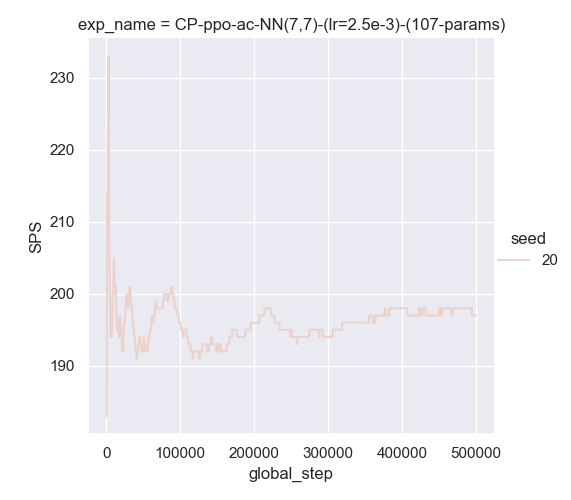 exp_name = CP-ppo-ac-NN(7,7)-(lr=2.5e-3)-(107-params)
230
220
210
200
190
SPS
seed
20
0 100000 200000 300000 400000 500000
global_step